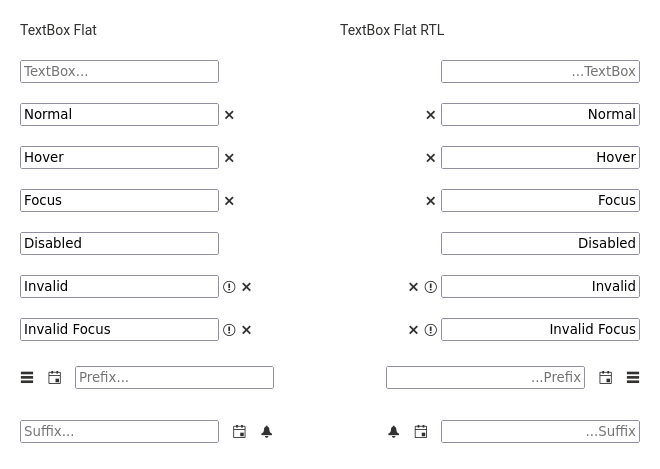 TextBox Flat
TextBox...
Normal
Hover
Focus
Disabled
Invalid
Invalid Focus
Prefix...
Suffix...
TextBox Flat RTL
...TextBox
Normal
Hover
Focus
Disabled
Invalid
Invalid Focus
...Prefix
...Suffix